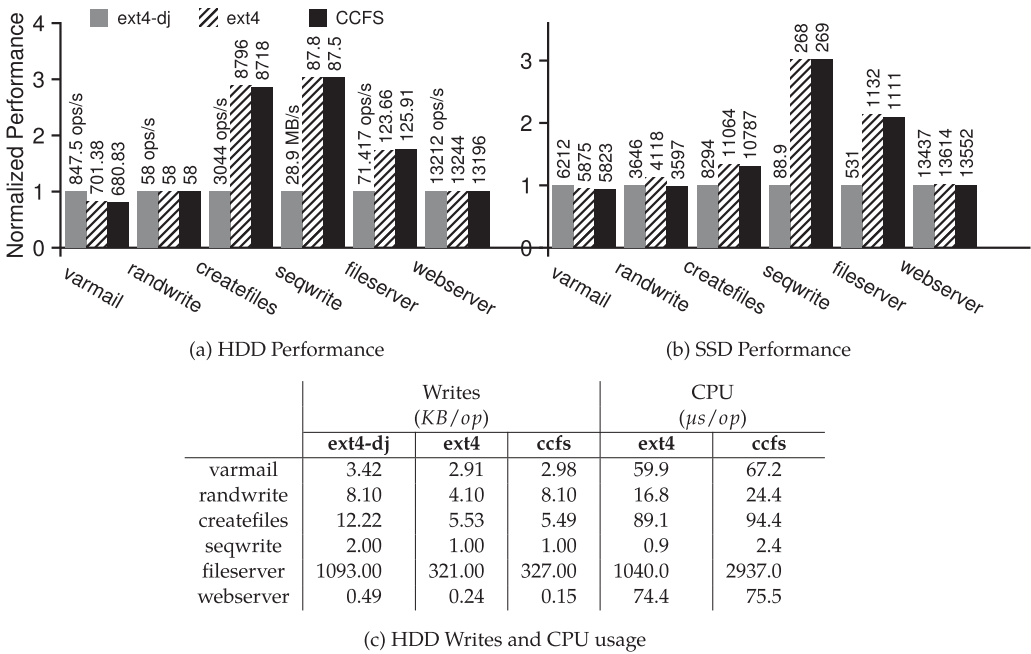 ext4-dj ext4 CCFS
Normalized Performance
4
3
2
1
0
847.5 ops/s
701.38
680.83
58 ops/s
58
58
3044 ops/s
8796
8718
28.9 MB/s
87.8
87.5
71.417 ops/s
123.66
125.91
13212 ops/s
13244
13196
varmail
randwrite
createfiles
seqwrite
fileserver
webserver
(a) HDD Performance
3
2
1
0
6212
5875
5823
3646
4118
3597
8294
11064
10787
88.9
268
269
531
1132
1111
13437
13614
13552
varmail
randwrite
createfiles
seqwrite
fileserver
webserver
(b) SSD Performance
Writes CPU
(KB/op) (µs/op)
ext4-dj ext4 ccfs ext4 ccfs
varmail 3.42 2.91 2.98 59.9 67.2
randwrite 8.10 4.10 8.10 16.8 24.4
createfiles 12.22 5.53 5.49 89.1 94.4
seqwrite 2.00 1.00 1.00 0.9 2.4
fileserver 1093.00 321.00 327.00 1040.0 2937.0
webserver 0.49 0.24 0.15 74.4 75.5
(c) HDD Writes and CPU usage